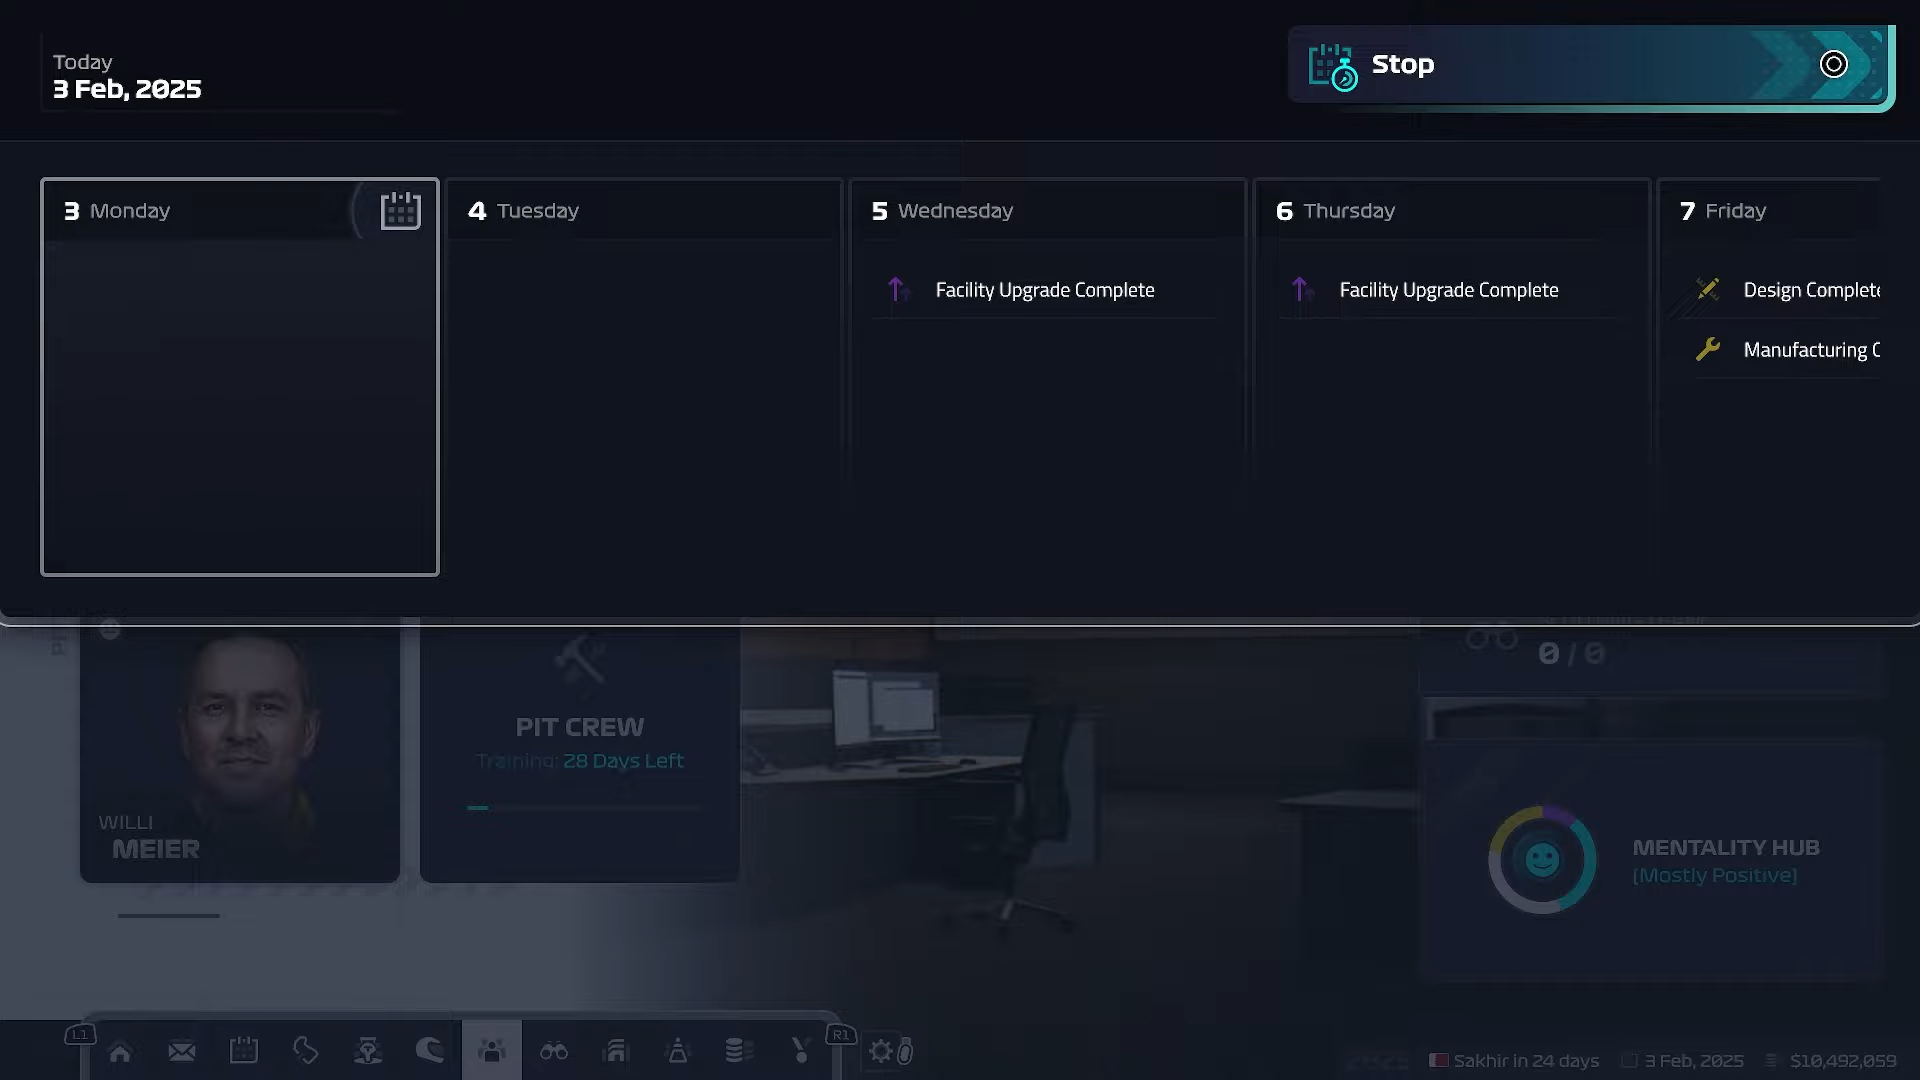 Today
3 Feb, 2025
Stop
3 Monday
4 Tuesday
5 Wednesday
6 Thursday
7 Friday
Facility Upgrade Complete
Facility Upgrade Complete
Design Complete
Manufacturing C
0 / 0
PIT CREW
Training: 28 Days Left
WILLI
MEIER
MENTALITY HUB
[Mostly Positive]
L1
R1
Sakhir in 24 days
3 Feb, 2025
$10,492,059